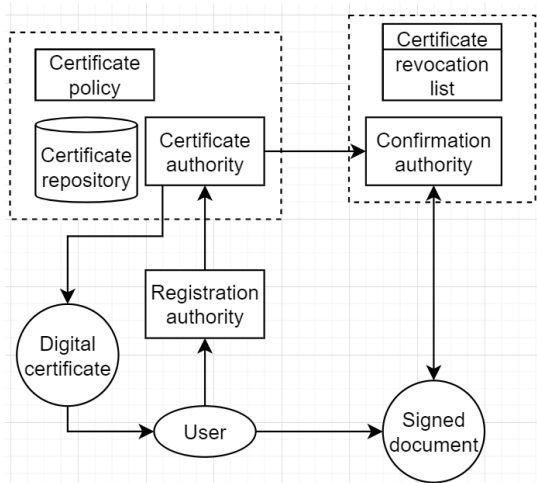 Certificate
policy
Certificate
repository
Certificate
authority
Certificate
revocation
list
Confirmation
authority
Registration
authority
Digital
certificate
User
Signed
document